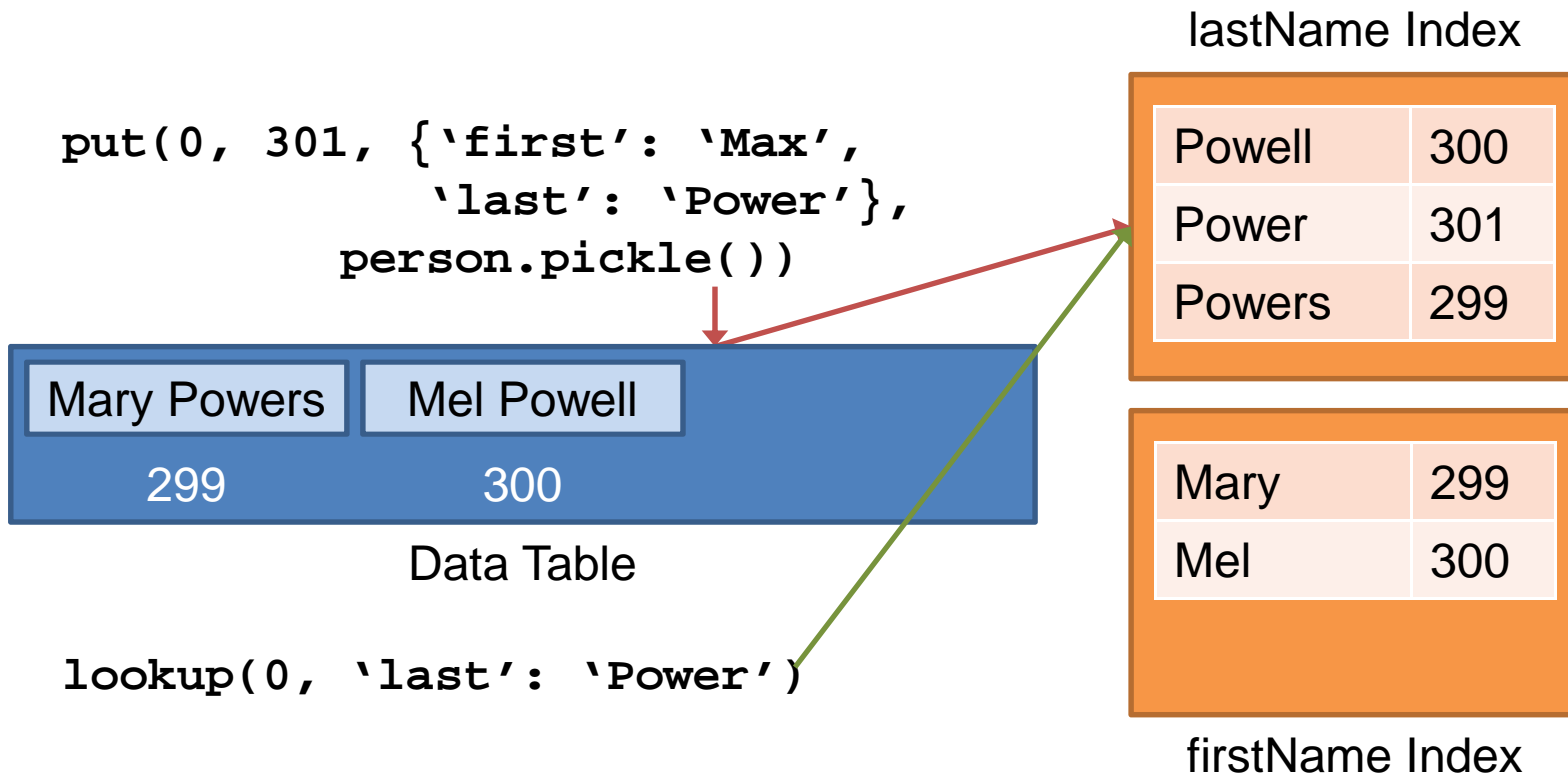 lastName Index
put(0, 301, {‘first’: ‘Max’,
‘last’: ‘Power’},
person.pickle())
Powell 300
Power 301
Powers 299
Mary Powers Mel Powell
299 300
Data Table
Mary 299
Mel 300
lookup(0, ‘last’: ‘Power’)
firstName Index